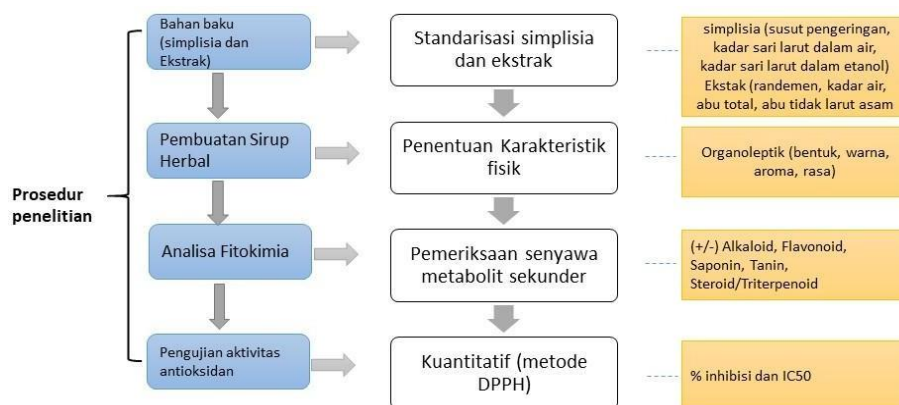 Prosedur
penelitian
Bahan baku
(simplisia dan
Ekstrak)
Standarisasi simplisia
dan ekstrak
simplisia (susut pengeringan,
kadar sari larut dalam air,
kadar sari larut dalam etanol)
Ekstak (randemen, kadar air,
abu total, abu tidak larut asam
Pembuatan Sirup
Herbal
Penentuan Karakteristik
fisik
Organoleptik (bentuk, warna,
aroma, rasa)
Analisa Fitokimia
Pemeriksaan senyawa
metabolit sekunder
(+/-) Alkaloid, Flavonoid,
Saponin, Tanin,
Steroid/Triterpenoid
Pengujian aktivitas
antioksidan
Kuantitatif (metode
DPPH)
% inhibisi dan IC50